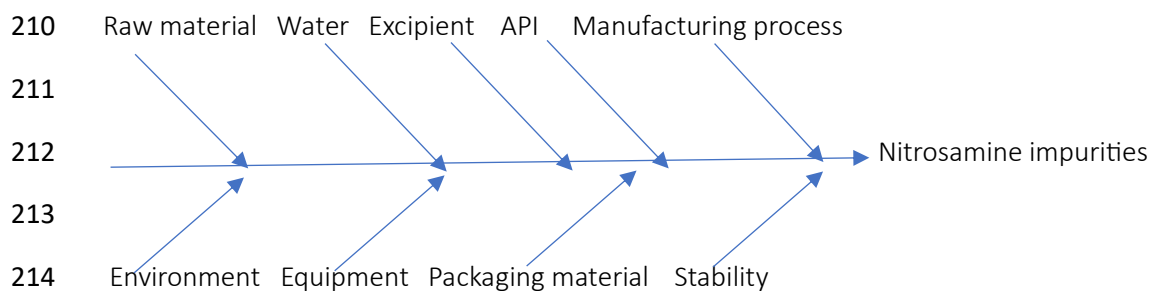 210 Raw material Water Excipient API Manufacturing process
211
212 Nitrosamine impurities
213
214 Environment Equipment Packaging material Stability